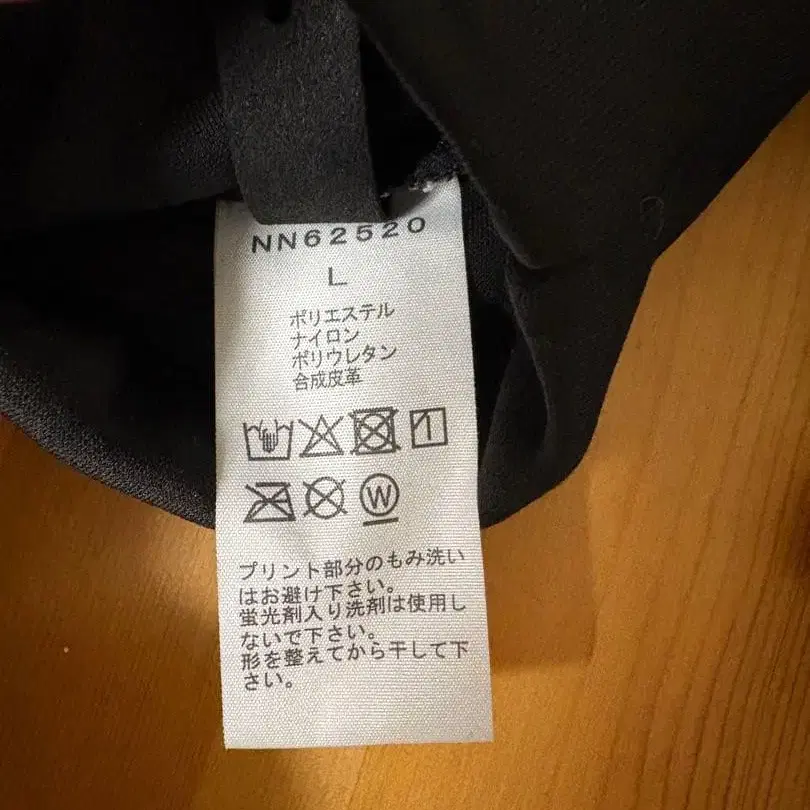 NN62520
L
ポリエステル
ナイロン
ポリウレタン
合成皮革
W
プリント部分のもみ洗い
はお避け下さい。
蛍光剤入り洗剤は使用し
ないで下さい。
形を整えてから干して下
さい。